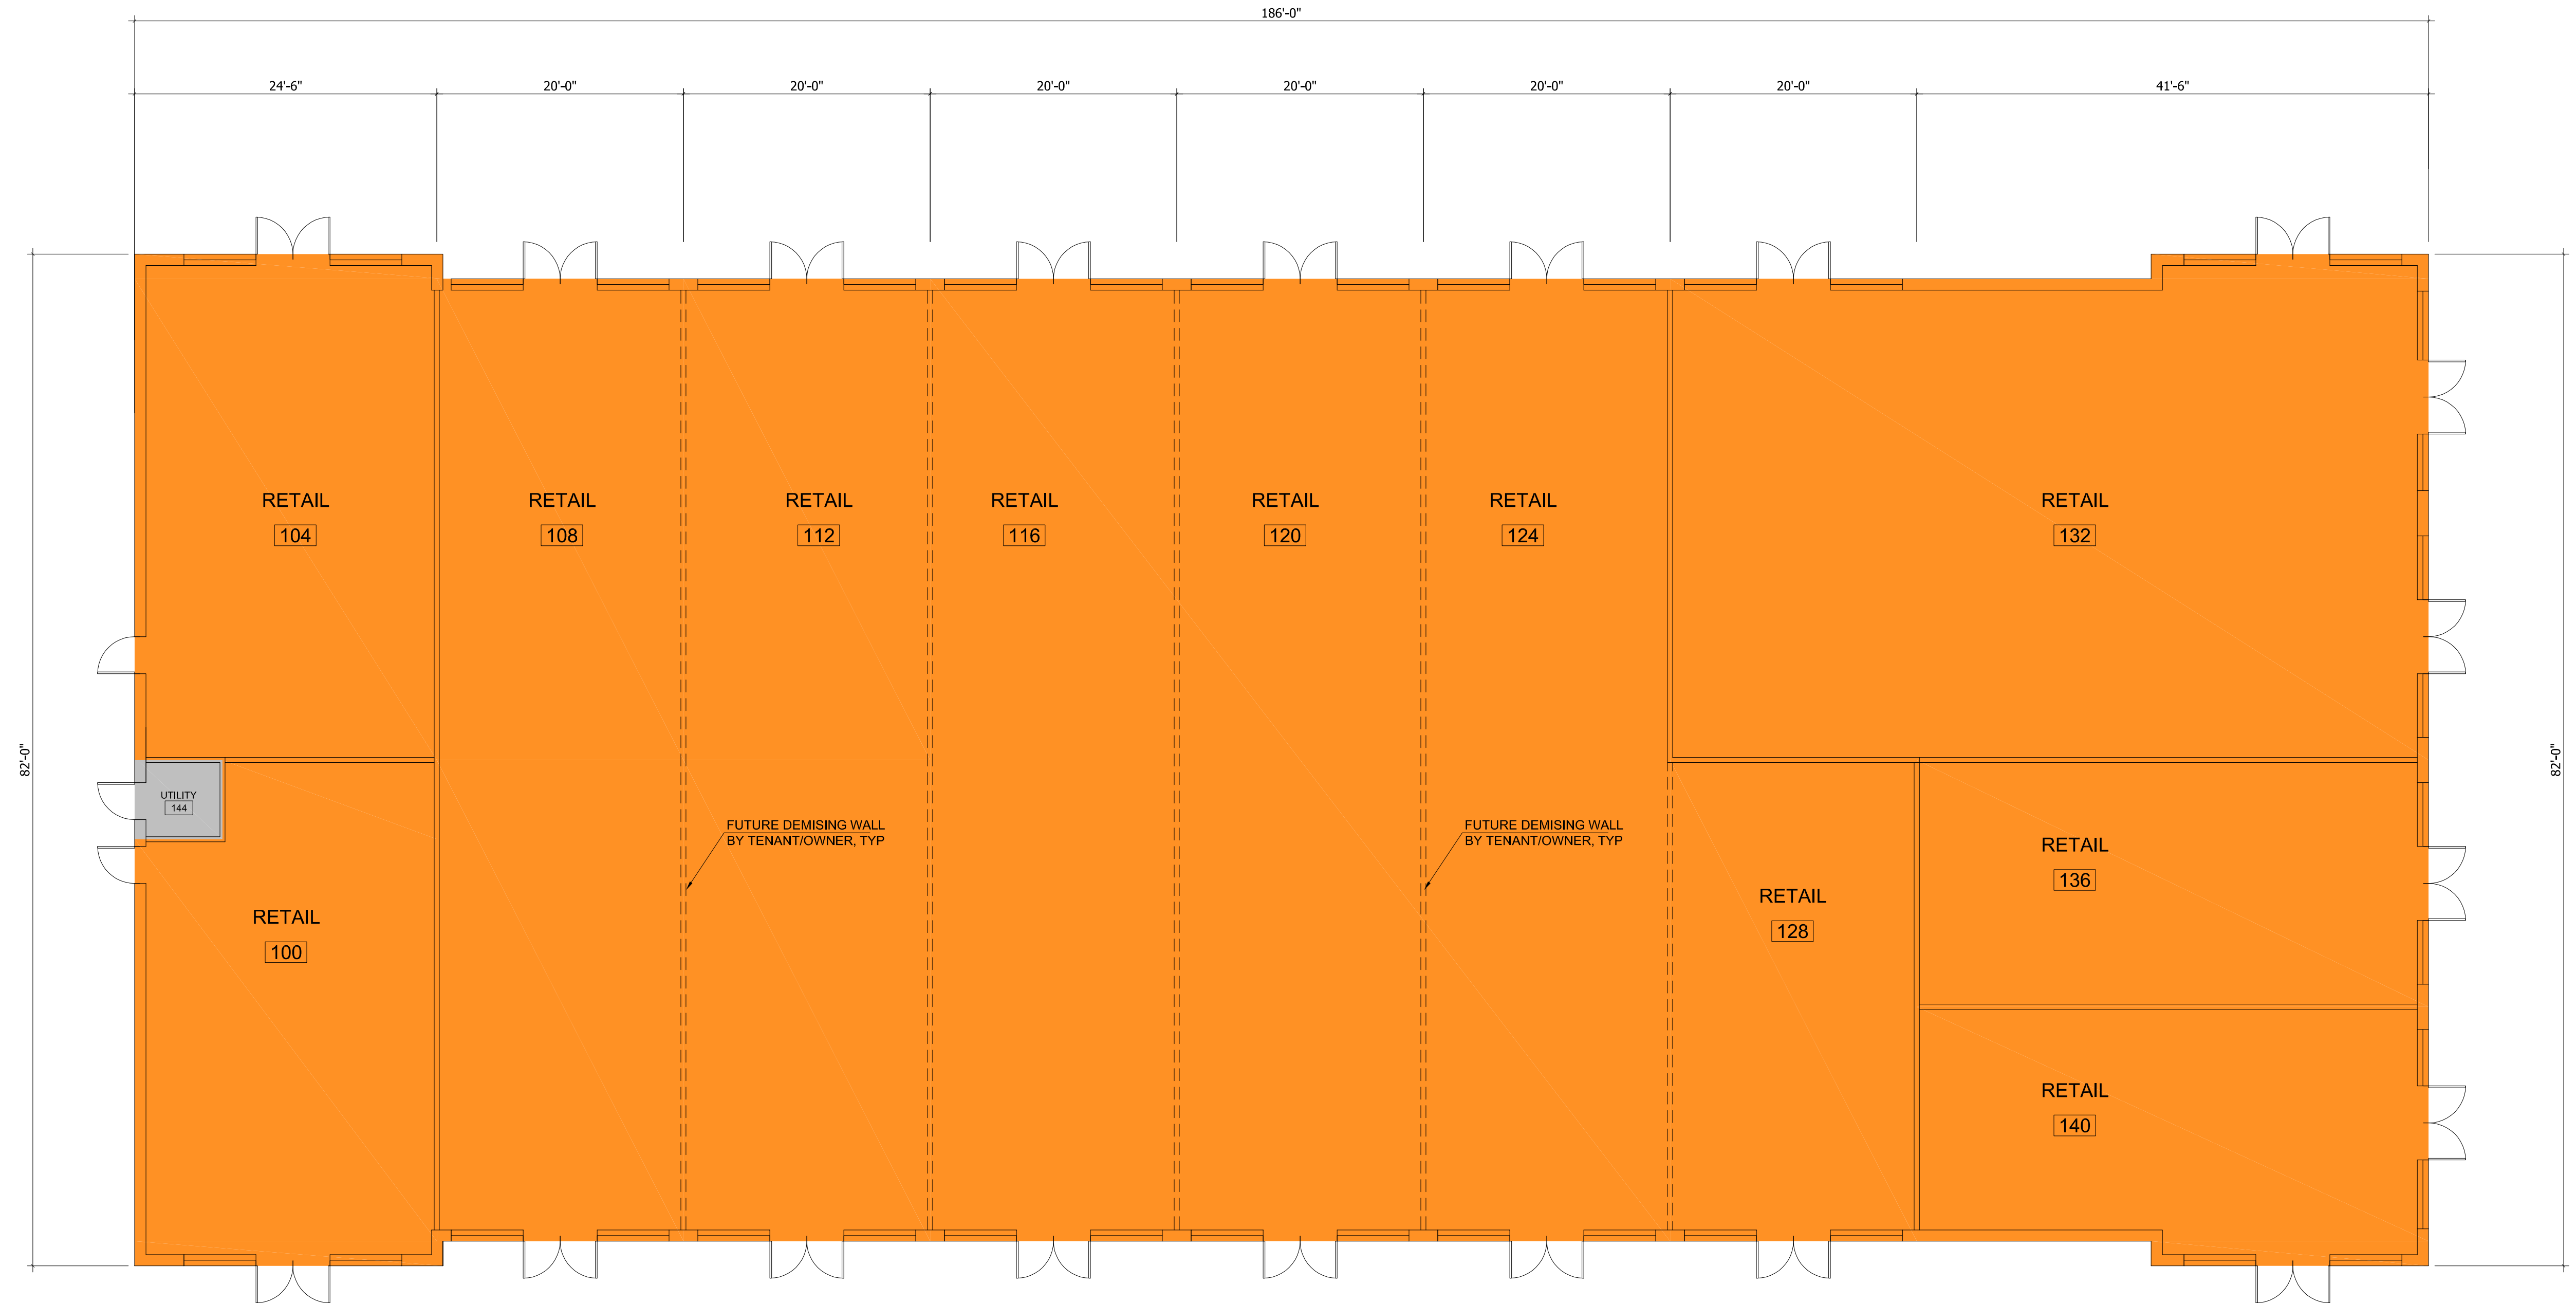 186'-0"
24'-6"
20'-0"
20'-0"
20'-0"
20'-0"
20'-0"
20'-0"
41'-6"
RETAIL
104
RETAIL
108
RETAIL
112
RETAIL
116
RETAIL
120
RETAIL
124
RETAIL
132
82'-0"
82'-0"
UTILITY
144
FUTURE DEMISING WALL
BY TENANT/OWNER, TYP
FUTURE DEMISING WALL
BY TENANT/OWNER, TYP
RETAIL
136
RETAIL
128
RETAIL
100
RETAIL
140